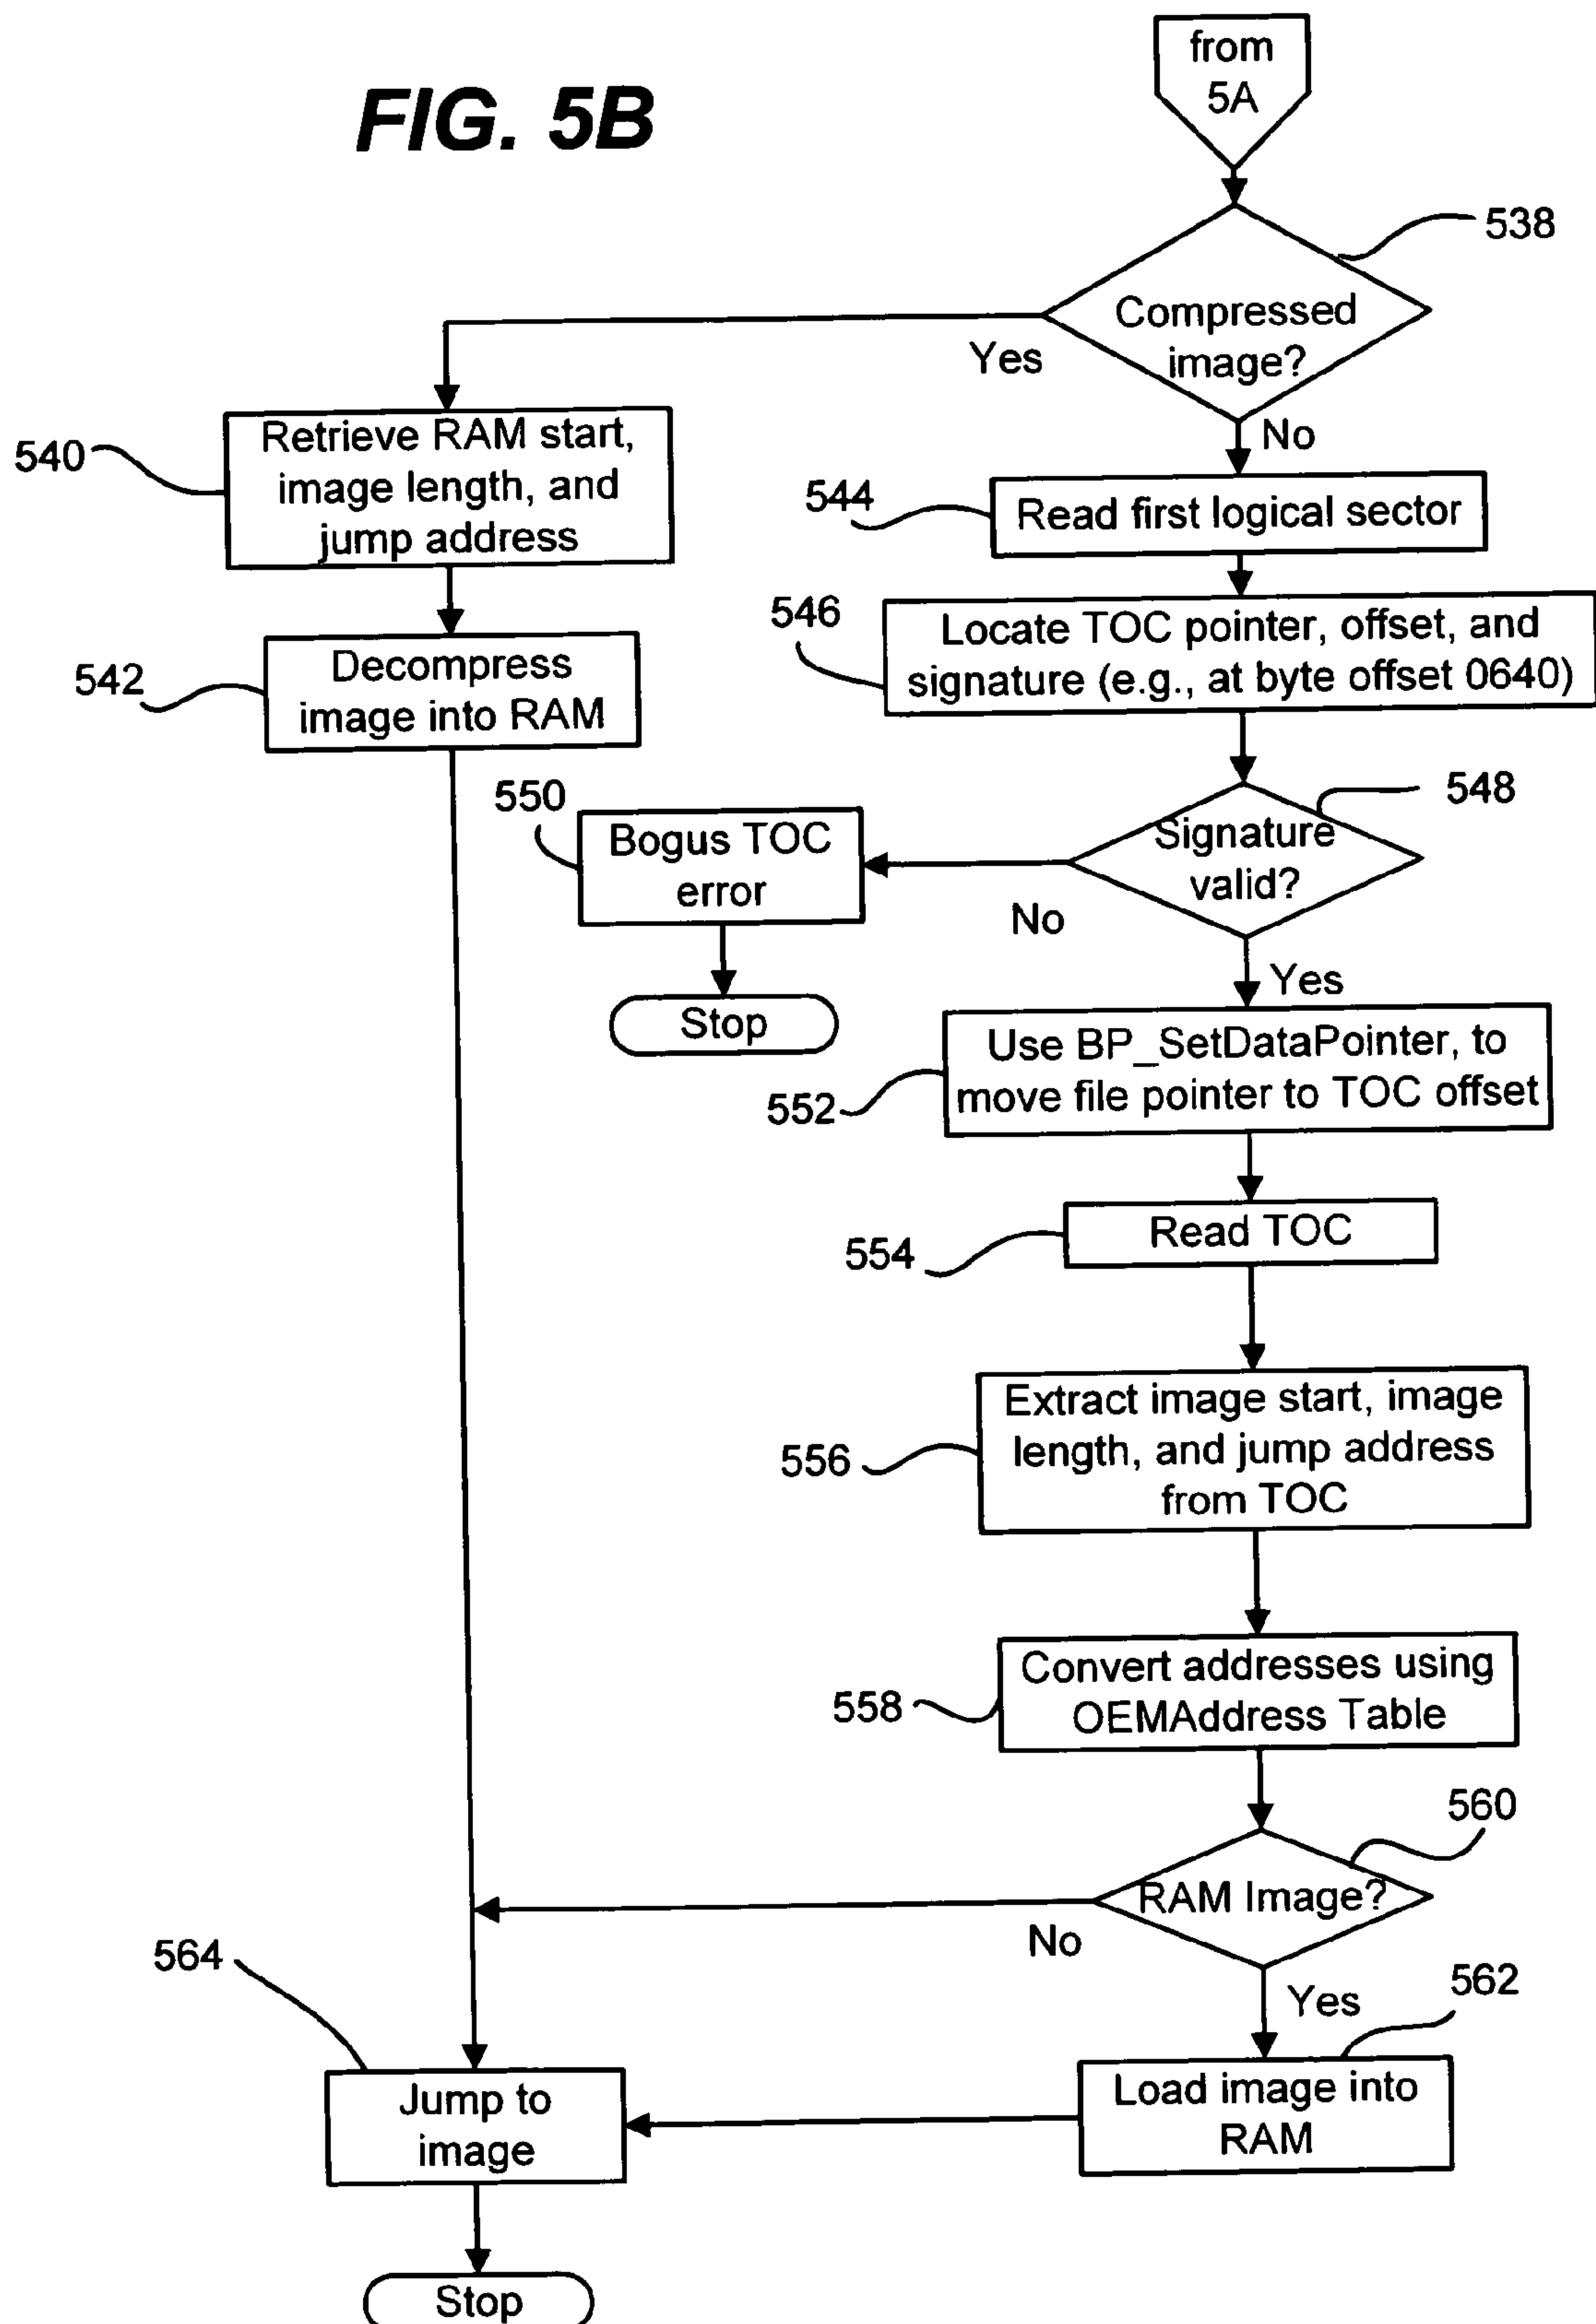 FIG. 5B
from
5A
538
Compressed
image?
Yes
No
540
Retrieve RAM start,
image length, and
jump address
544
Read first logical sector
546
Locate TOC pointer, offset, and
signature (e.g., at byte offset 0640)
542
Decompress
image into RAM
548
Signature
valid?
550
Bogus TOC
error
No
Yes
Stop
552
Use BP_SetDataPointer, to
move file pointer to TOC offset
554
Read TOC
556
Extract image start, image
length, and jump address
from TOC
558
Convert addresses using
OEMAddress Table
560
RAM Image?
No
Yes
562
Load image into
RAM
564
Jump to
image
Stop